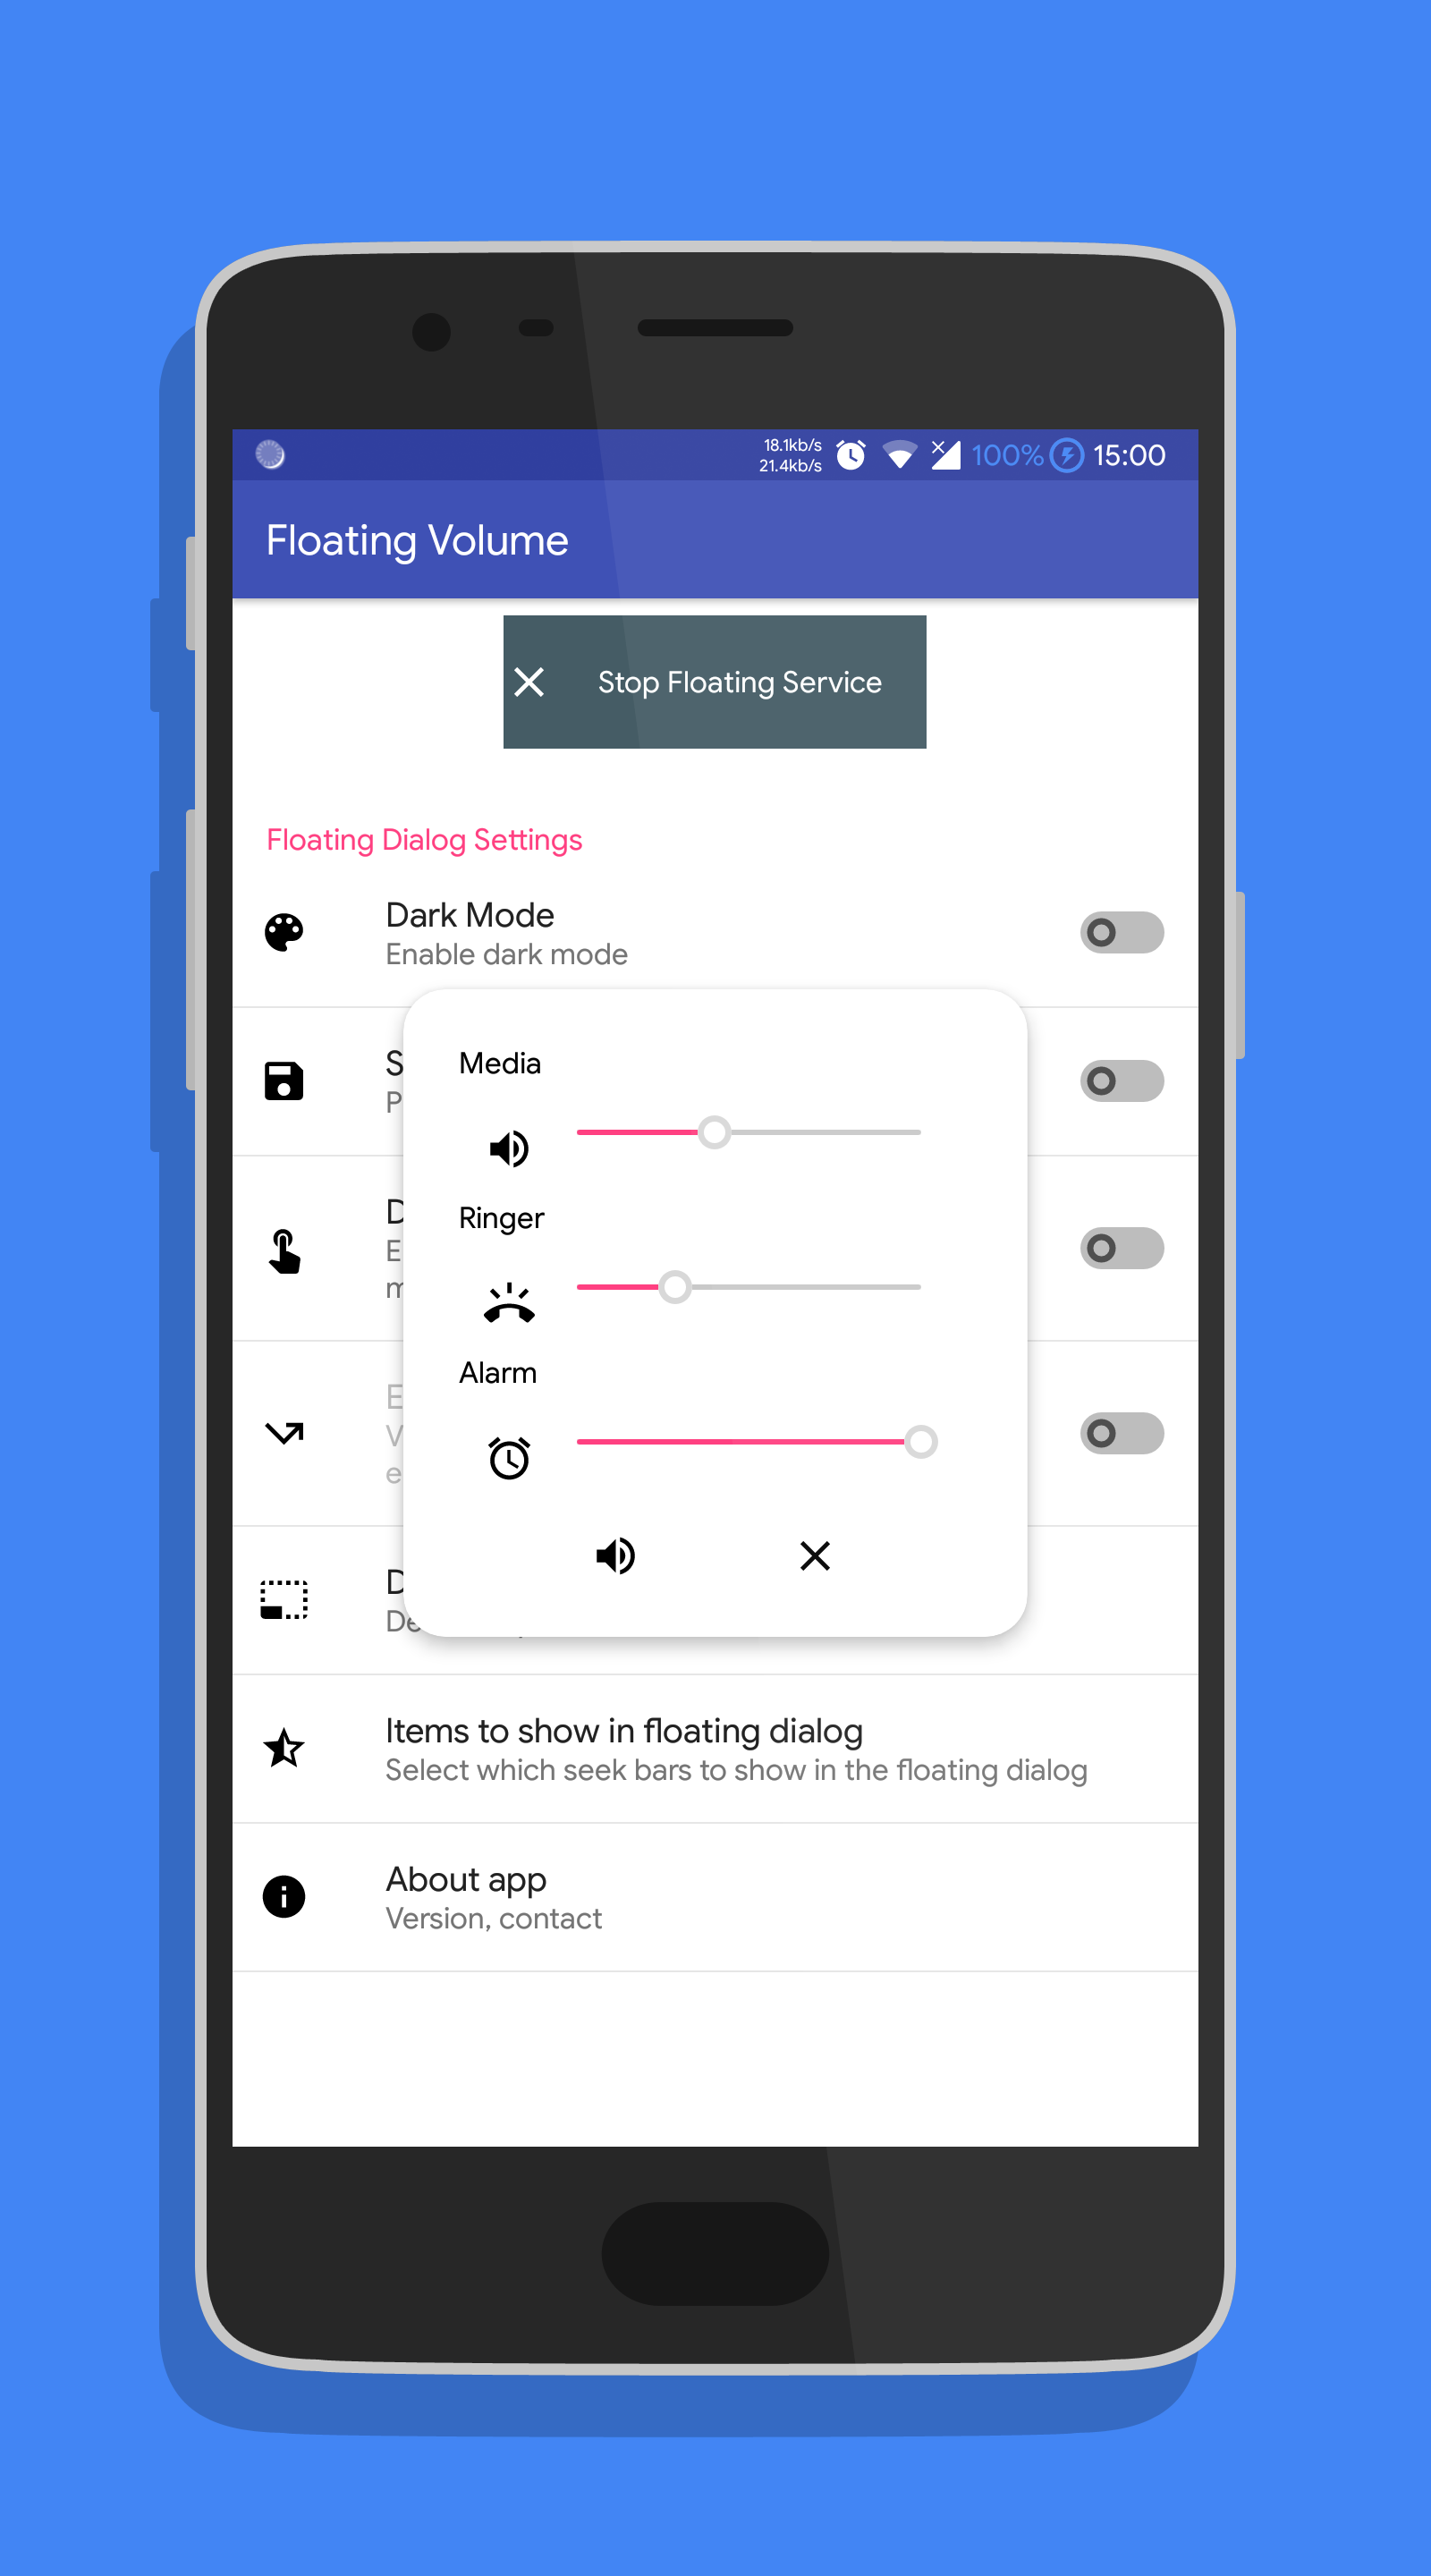 18.1kb/s
21.4kb/s
100%
15:00
Floating Volume
Stop Floating Service
Floating Dialog Settings
Dark Mode
Enable dark mode
Media
Ringer
Alarm
Items to show in floating dialog
Select which seek bars to show in the floating dialog
About app
Version, contact